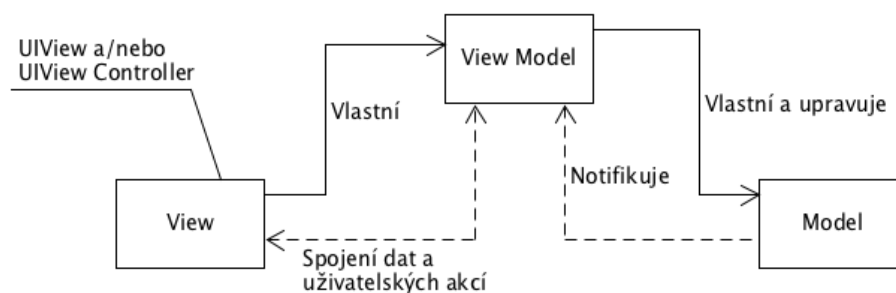 UIView a/nebo
UIView Controller
View Model
Vlastní
Vlastní a upravuje
Notifikuje
View
Model
Spojení dat a
uživatelských akcí